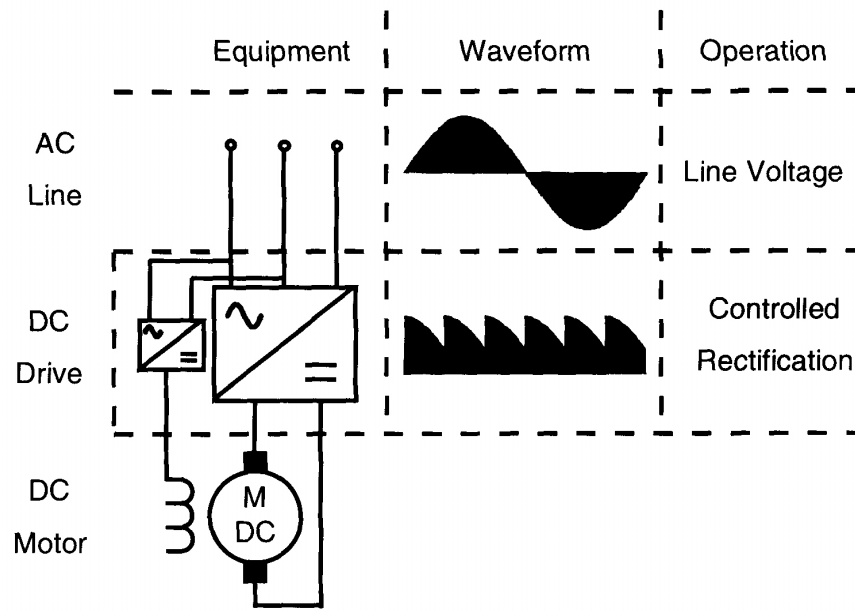 Equipment
Waveform
Operation
AC
Line
Line Voltage
DC
Drive
Controlled
Rectification
DC
Motor
M
DC